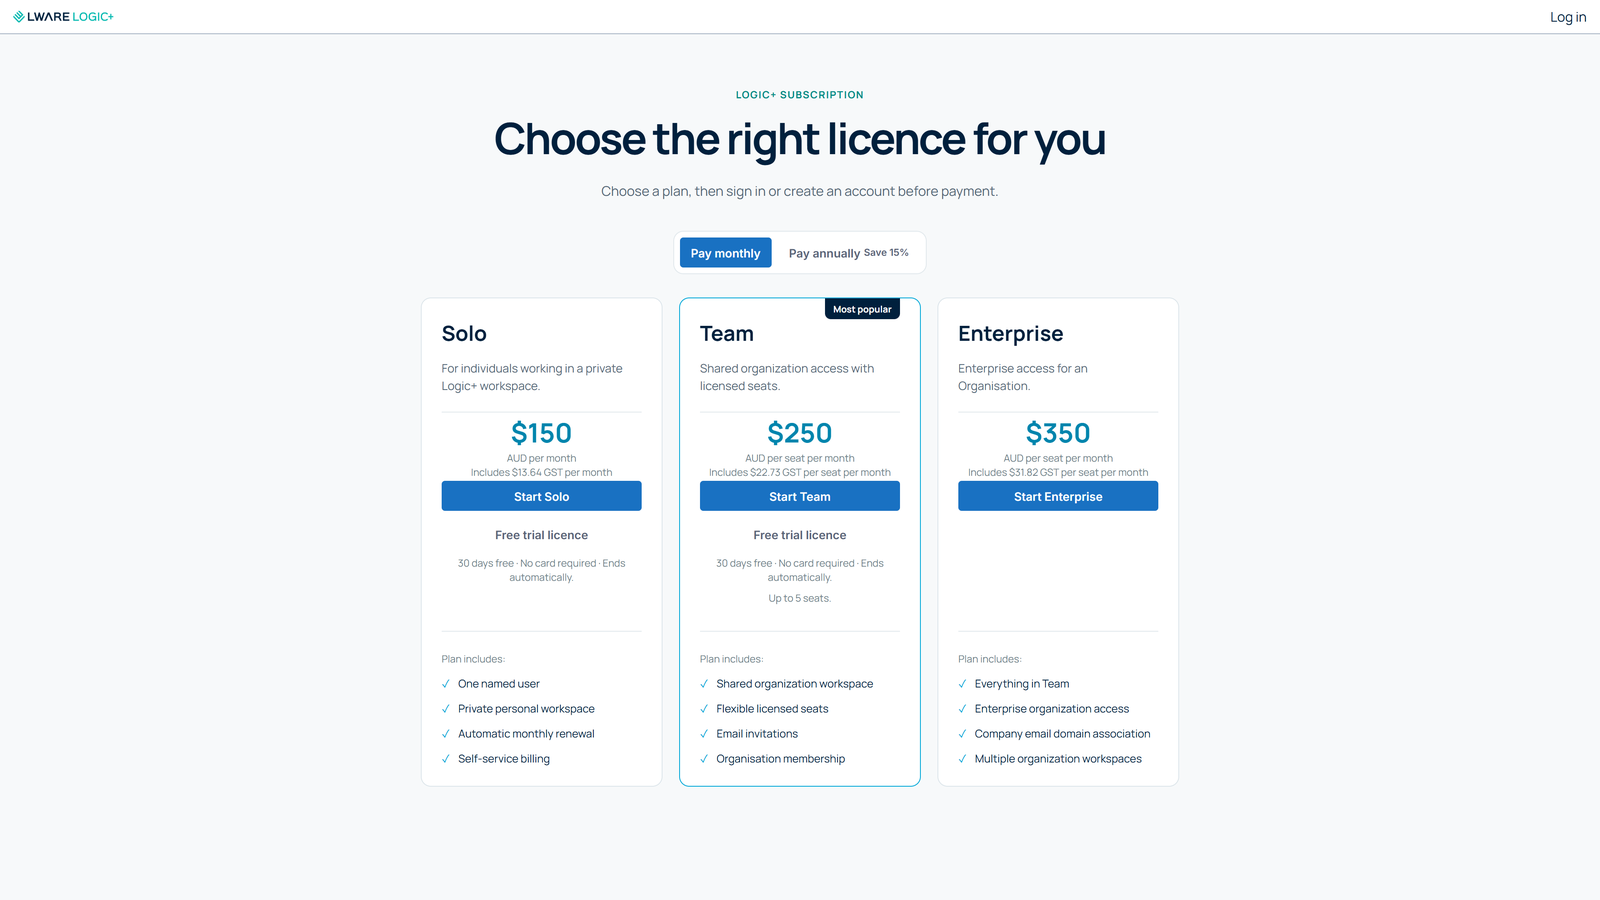 LWARE LOGIC+
Log in
LOGIC+ SUBSCRIPTION
Choose the right licence for you
Choose a plan, then sign in or create an account before payment.
Pay monthly
Pay annually Save 15%
Solo
For individuals working in a private
Logic+ workspace.
$150
AUD per month
Includes $13.64 GST per month
Start Solo
Free trial licence
30 days free · No card required · Ends
automatically.
Plan includes:
✓ One named user
✓ Private personal workspace
✓ Automatic monthly renewal
✓ Self-service billing
Most popular
Team
Shared organization access with
licensed seats.
$250
AUD per seat per month
Includes $22.73 GST per seat per month
Start Team
Free trial licence
30 days free · No card required · Ends
automatically.
Up to 5 seats.
Plan includes:
✓ Shared organization workspace
✓ Flexible licensed seats
✓ Email invitations
✓ Organisation membership
Enterprise
Enterprise access for an
Organisation.
$350
AUD per seat per month
Includes $31.82 GST per seat per month
Start Enterprise
Plan includes:
✓ Everything in Team
✓ Enterprise organization access
✓ Company email domain association
✓ Multiple organization workspaces